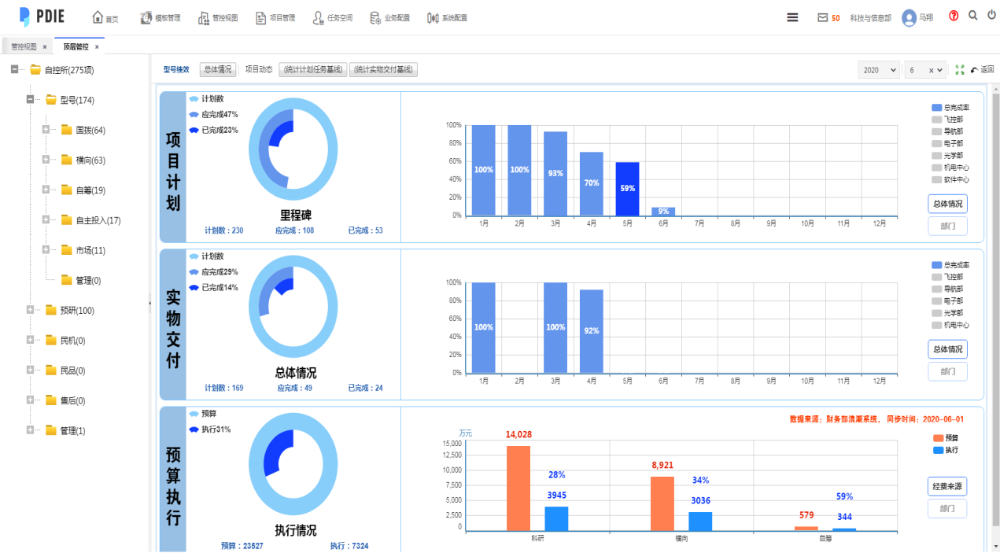 PDIE 首页 模板管理 管控视图 项目管理 任务空间 业务配置 系统配置 50 科技与信息部 马翔
管控视图 × 顶层管控 ×
自控所(275项)
型号(174)
国拨(64)
横向(63)
自筹(19)
自主投入(17)
市场(11)
管理(0)
预研(100)
民机(0)
民品(0)
售后(0)
管理(1)
型号绩效 总体情况 项目动态 (统计计划任务基线) (统计实物交付基线) 2020 6 × 返回
项目计划
计划数
应完成47%
已完成23%
里程碑
计划数：230 应完成：108 已完成：53
100%
80%
60%
40%
20%
0%
100% 100% 93% 70% 59% 9%
1月 2月 3月 4月 5月 6月 7月 8月 9月 10月 11月 12月
总完成率
飞控部
导航部
电子部
光学部
机电中心
软件中心
总体情况
部门
实物交付
计划数
应完成29%
已完成14%
总体情况
计划数：169 应完成：49 已完成：24
100%
80%
60%
40%
20%
0%
100% 100% 92%
1月 2月 3月 4月 5月 6月 7月 8月 9月 10月 11月 12月
总完成率
飞控部
导航部
电子部
光学部
机电中心
总体情况
部门
预算执行
预算
执行31%
执行情况
预算：23527 执行：7324
数据来源：财务部浪潮系统， 同步时间：2020-06-01
万元
15,000
12,500
10,000
7,500
5,000
2,500
0
14,028 28% 3945
8,921 34% 3036
579 59% 344
科研 横向 自筹
预算
执行
经费来源
部门